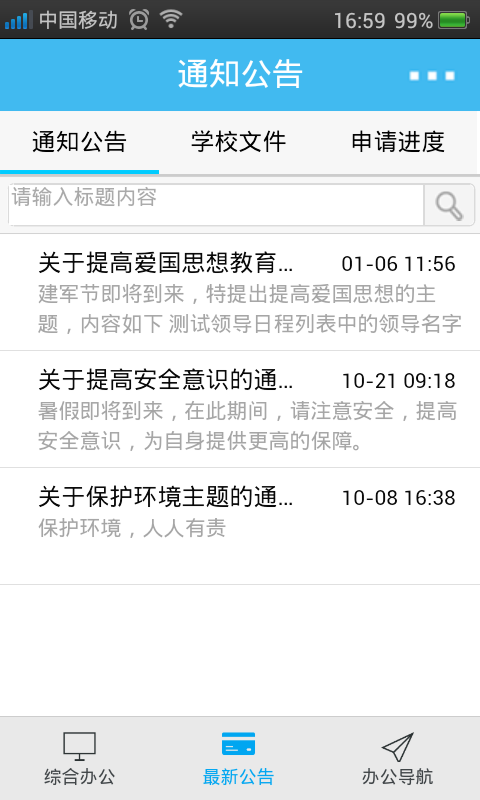 中国移动 16:59 99%
通知公告
通知公告 学校文件 申请进度
请输入标题内容
关于提高爱国思想教育... 01-06 11:56
建军节即将到来，特提出提高爱国思想的主
题，内容如下 测试领导日程列表中的领导名字
关于提高安全意识的通... 10-21 09:18
暑假即将到来，在此期间，请注意安全，提高
安全意识，为自身提供更高的保障。
关于保护环境主题的通... 10-08 16:38
保护环境，人人有责
综合办公 最新公告 办公导航